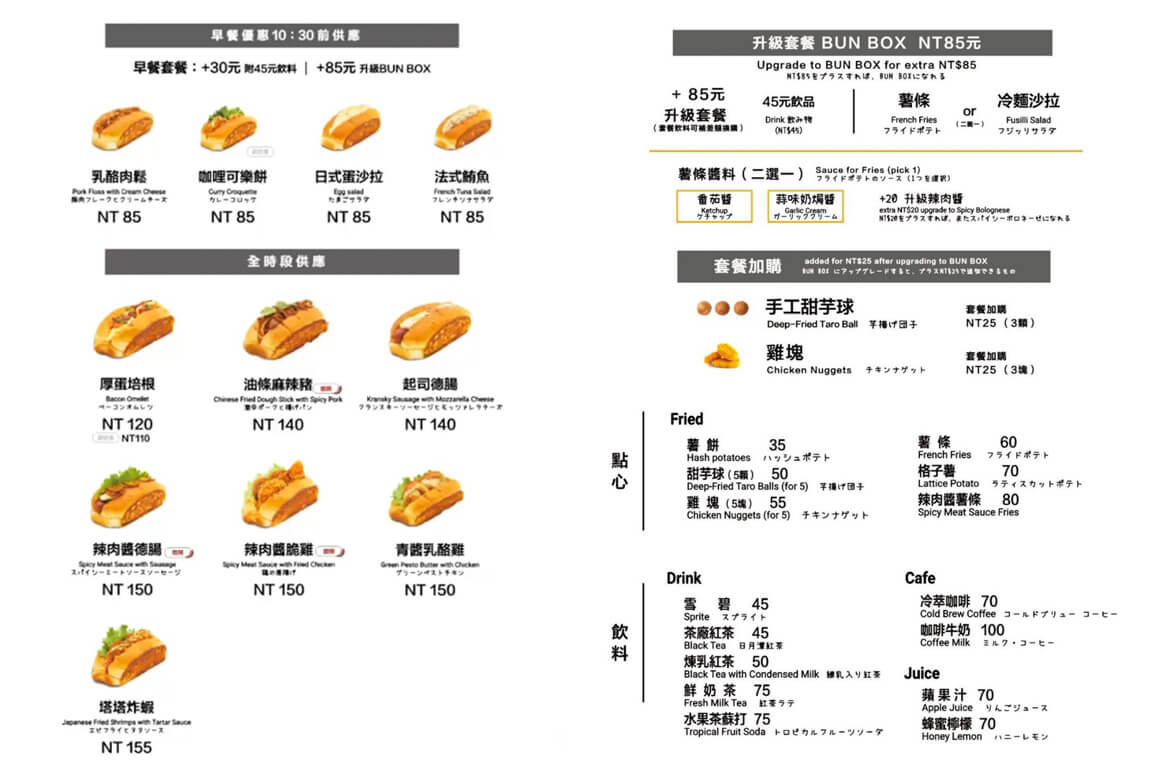 早餐優惠10:30前供應
早餐套餐:+30元 附45元飲料 | +85元 升級BUN BOX
乳酪肉鬆
Pork Floss with Cream Cheese
豚肉フレークとクリームチーズ
NT 85
咖哩可樂餅
Curry Croquette
カレーコロッケ
NT 85
日式蛋沙拉
Egg salad
たまごサラダ
NT 85
法式鮪魚
French Tuna Salad
フレンチツナサラダ
NT 85
全時段供應
厚蛋培根
Bacon Omelet
ベーコンオムレツ
NT 120
NT110
油條麻辣豬
Chinese Fried Dough Stick with Spicy Pork
激辛ポークと揚げパン
NT 140
起司德腸
Kransky Sausage with Mozzarella Cheese
クランスキーソーセージとモッツァレラチーズ
NT 140
辣肉醬德腸
Spicy Meat Sauce with Sausage
スパイシーミートソースソーセージ
NT 150
辣肉醬脆雞
Spicy Meat Sauce with Fried Chicken
鶏の唐揚げ
NT 150
青醬乳酪雞
Green Pesto Butter with Chicken
グリーンペストチキン
NT 150
塔塔炸蝦
Japanese Fried Shrimps with Tartar Sauce
エビフライとタタソース
NT 155
升級套餐 BUN BOX NT85元
Upgrade to BUN BOX for extra NT$85
NT$85をプラスすれば、BUN BOXになれる
+ 85元
升級套餐
(套餐飲料可補差額換購)
45元飲品
Drink 飲み物
(NT$45)
薯條
French Fries
フライドポテト
or
(二選一)
冷麵沙拉
Fusilli Salad
フジッリサラダ
薯條醬料(二選一)
Sauce for Fries (pick 1)
フライドポテトのソース (1つを選択)
番茄醬
Ketchup
ケチャップ
蒜味奶焗醬
Garlic Cream
ガーリッククリーム
+20 升級辣肉醬
extra NT$20 upgrade to Spicy Bolognese
NT$20をプラスすれば、またスパイシーボロネーゼになれる
套餐加購
added for NT$25 after upgrading to BUN BOX
BUN BOX にアップグレードすると、プラスNT$25で追加できるもの
手工甜芋球
Deep-Fried Taro Ball 芋揚げ団子
套餐加購
NT25 (3顆)
雞塊
Chicken Nuggets チキンナゲット
套餐加購
NT25 (3塊)
點心
Fried
薯餅 35
Hash potatoes ハッシュポテト
甜芋球(5顆) 50
Deep-Fried Taro Balls (for 5) 芋揚げ団子
雞塊(5塊) 55
Chicken Nuggets (for 5) チキンナゲット
薯條 60
French Fries フライドポテト
格子薯 70
Lattice Potato ラティスカットポテト
辣肉醬薯條 80
Spicy Meat Sauce Fries
飲料
Drink
雪碧 45
Sprite スプライト
茶廠紅茶 45
Black Tea 日月潭紅茶
煉乳紅茶 50
Black Tea with Condensed Milk 練乳入り紅茶
鮮奶茶 75
Fresh Milk Tea 紅茶ラテ
水果茶蘇打 75
Tropical Fruit Soda トロピカルフルーツソーダ
Cafe
冷萃咖啡 70
Cold Brew Coffee コールドブリュー コーヒー
咖啡牛奶 100
Coffee Milk ミルク・コーヒー
Juice
蘋果汁 70
Apple Juice りんごジュース
蜂蜜檸檬 70
Honey Lemon ハニーレモン